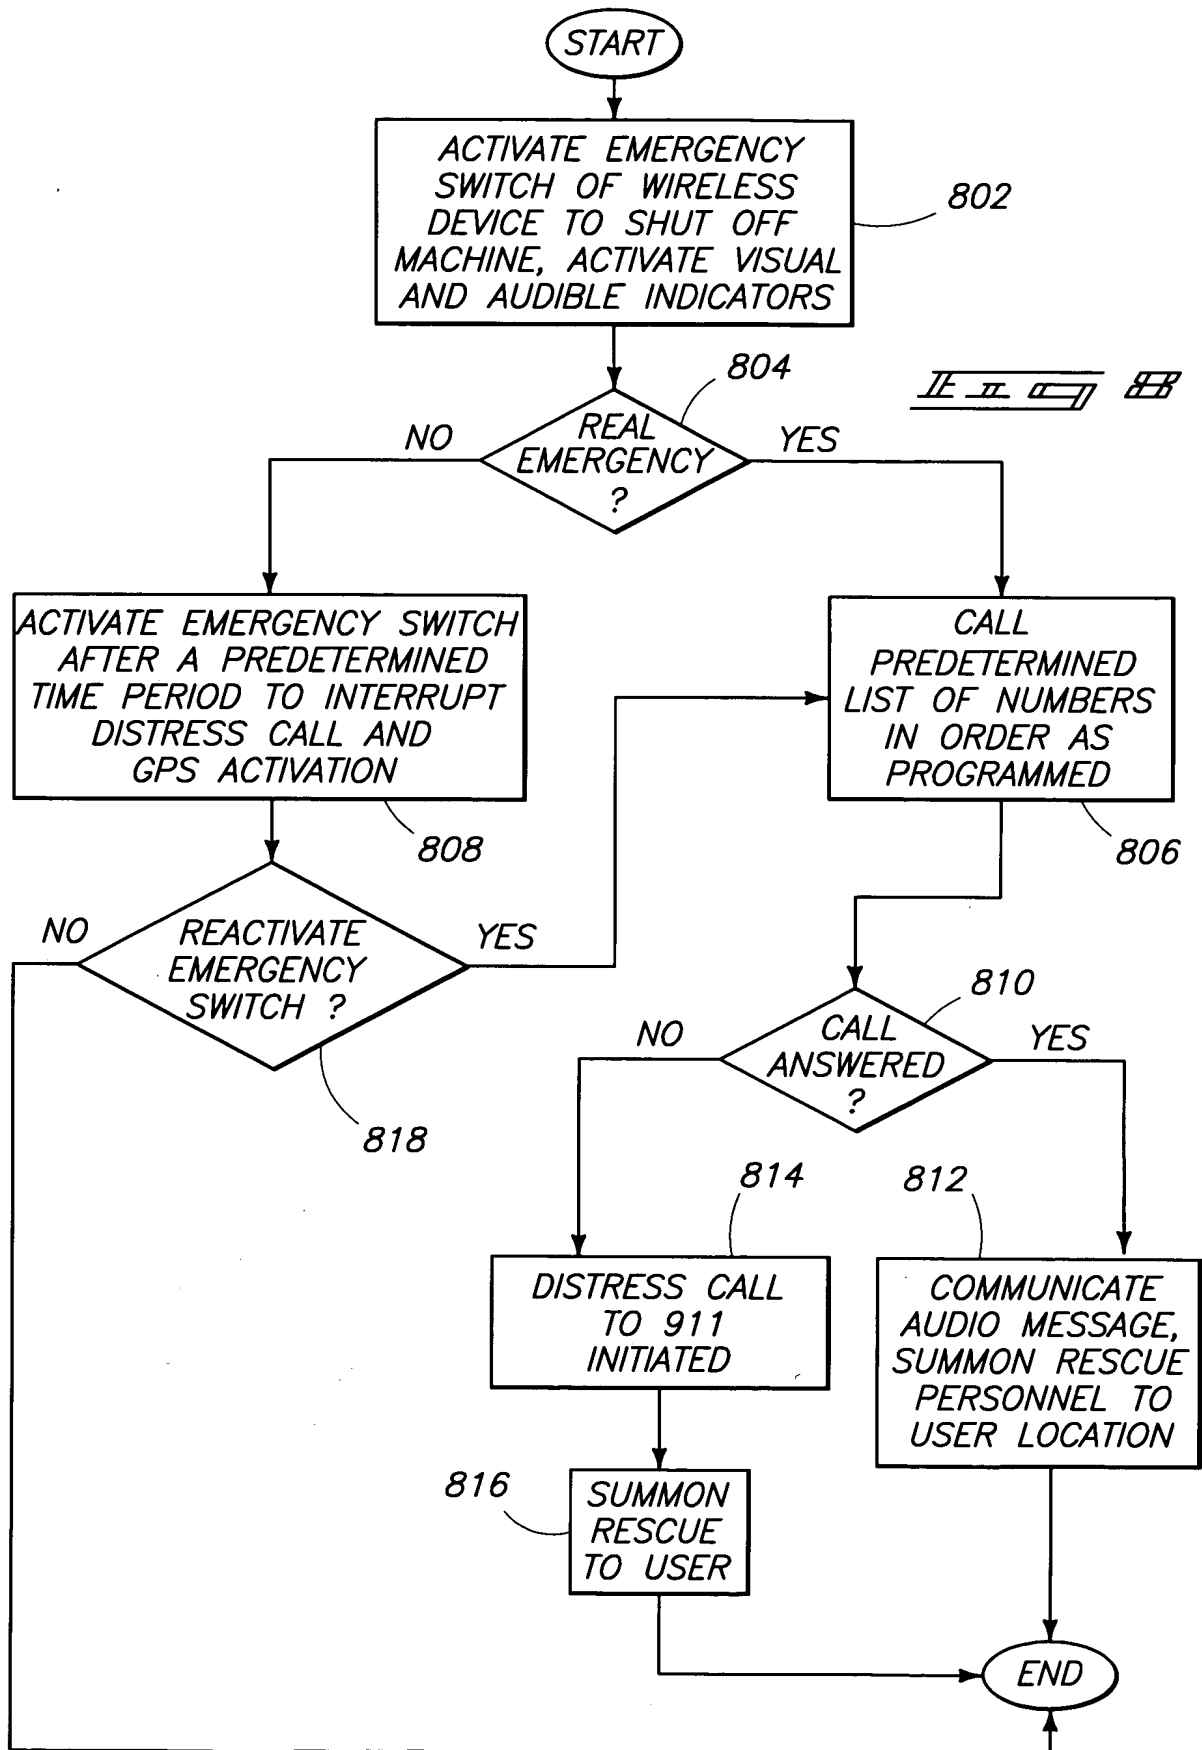 START
ACTIVATE EMERGENCY
SWITCH OF WIRELESS
DEVICE TO SHUT OFF
MACHINE, ACTIVATE VISUAL
AND AUDIBLE INDICATORS
802
804
Fig 8
REAL
EMERGENCY
?
NO
YES
ACTIVATE EMERGENCY SWITCH
AFTER A PREDETERMINED
TIME PERIOD TO INTERRUPT
DISTRESS CALL AND
GPS ACTIVATION
808
CALL
PREDETERMINED
LIST OF NUMBERS
IN ORDER AS
PROGRAMMED
806
NO
REACTIVATE
EMERGENCY
SWITCH ?
YES
818
810
NO
CALL
ANSWERED
?
YES
814
812
DISTRESS CALL
TO 911
INITIATED
COMMUNICATE
AUDIO MESSAGE,
SUMMON RESCUE
PERSONNEL TO
USER LOCATION
816
SUMMON
RESCUE
TO USER
END